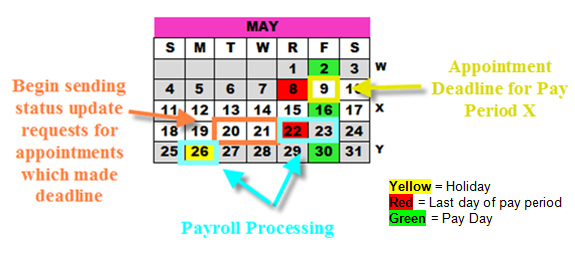 MAY
S M T W R F S
1 2 3 W
4 5 6 7 8 9 10
11 12 13 14 15 16 17 X
18 19 20 21 22 23 24
25 26 27 28 29 30 31 Y
Begin sending
status update
requests for
appointments
which made
deadline
Appointment
Deadline for Pay
Period X
Payroll Processing
Yellow = Holiday
Red = Last day of pay period
Green = Pay Day